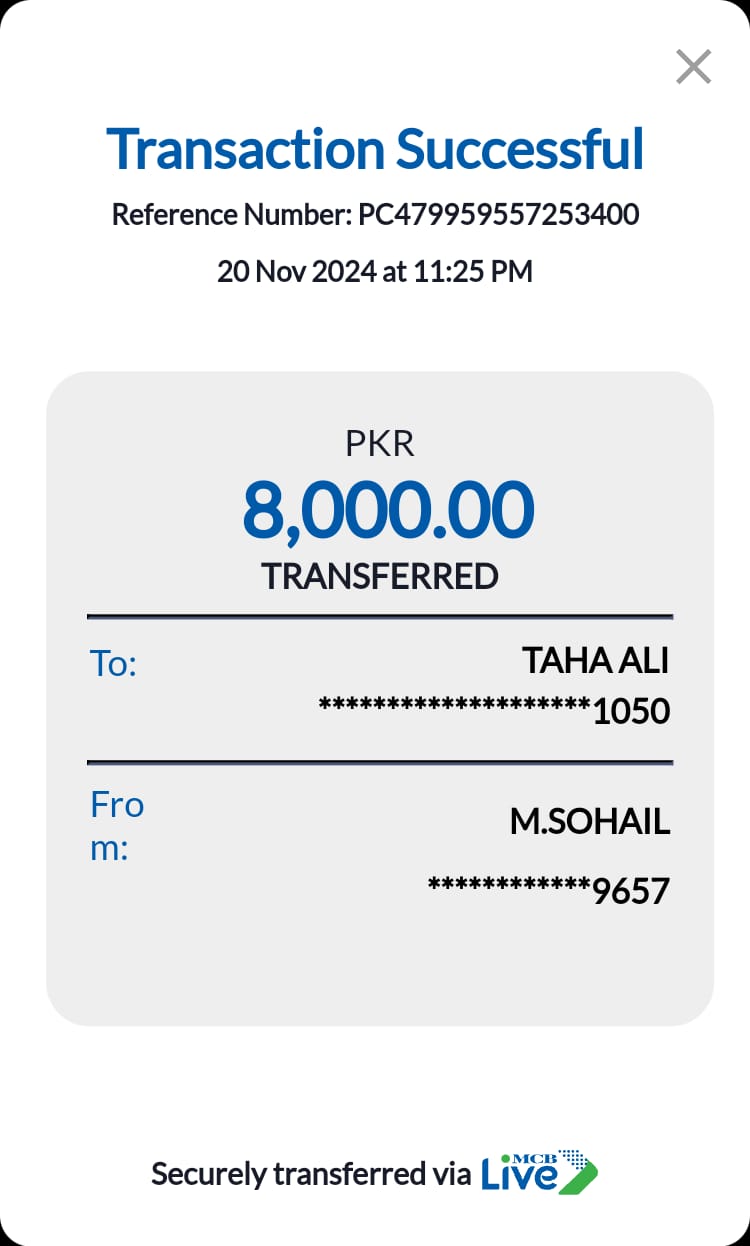 Transaction Successful
Reference Number: PC479959557253400
20 Nov 2024 at 11:25 PM
PKR
8,000.00
TRANSFERRED
To:
TAHA ALI
********************1050
Fro
m:
M.SOHAIL
************9657
Securely transferred via MCB Live